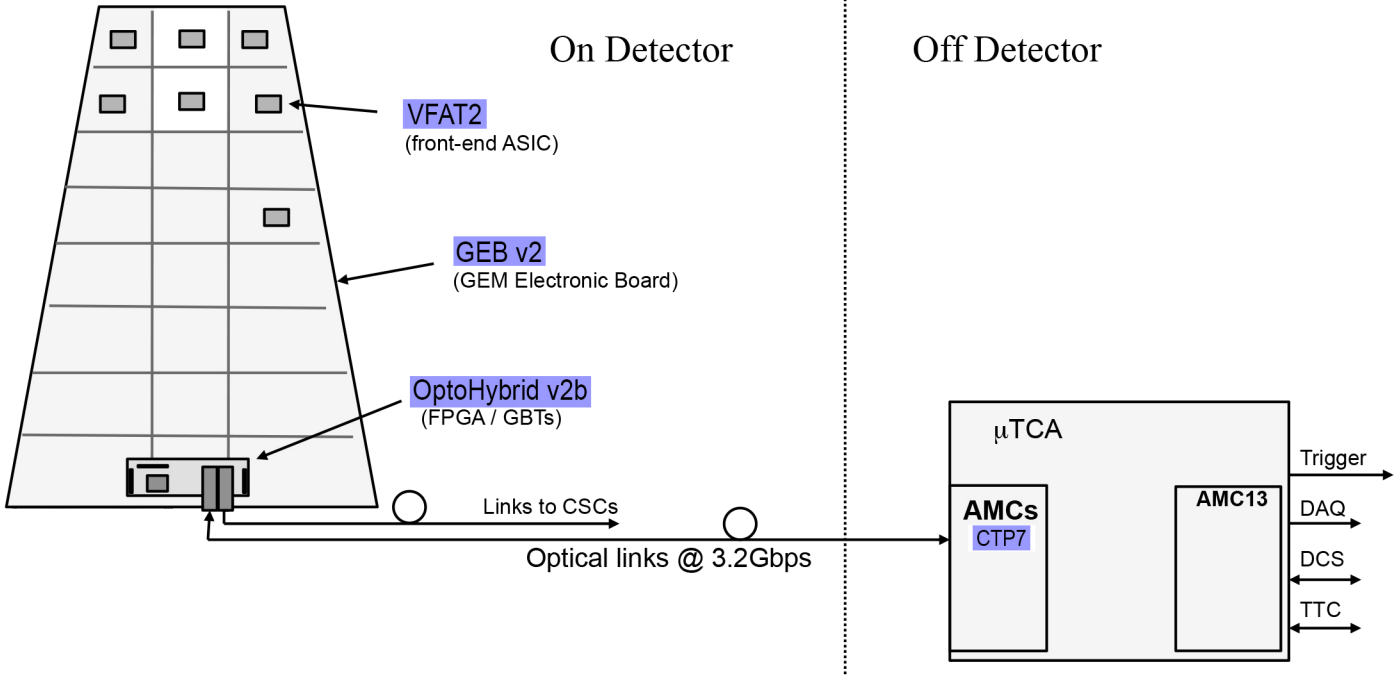 On Detector
Off Detector
VFAT2
(front-end ASIC)
GEB v2
(GEM Electronic Board)
OptoHybrid v2b
(FPGA / GBTs)
Links to CSCs
Optical links @ 3.2Gbps
μTCA
AMCs
CTP7
AMC13
Trigger
DAQ
DCS
TTC